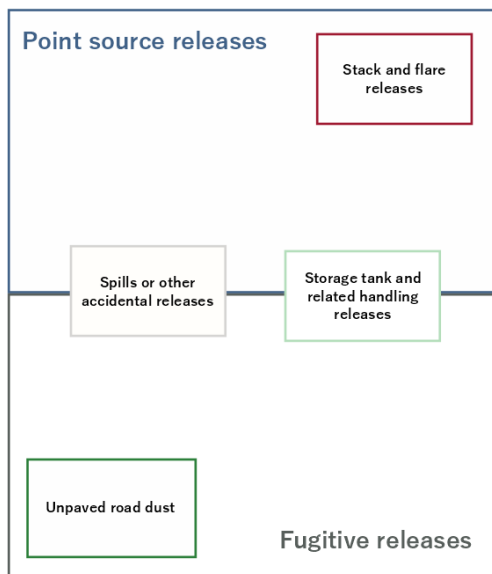 Point source releases
Stack and flare
releases
Spills or other
accidental releases
Storage tank and
related handling
releases
Unpaved road dust
Fugitive releases